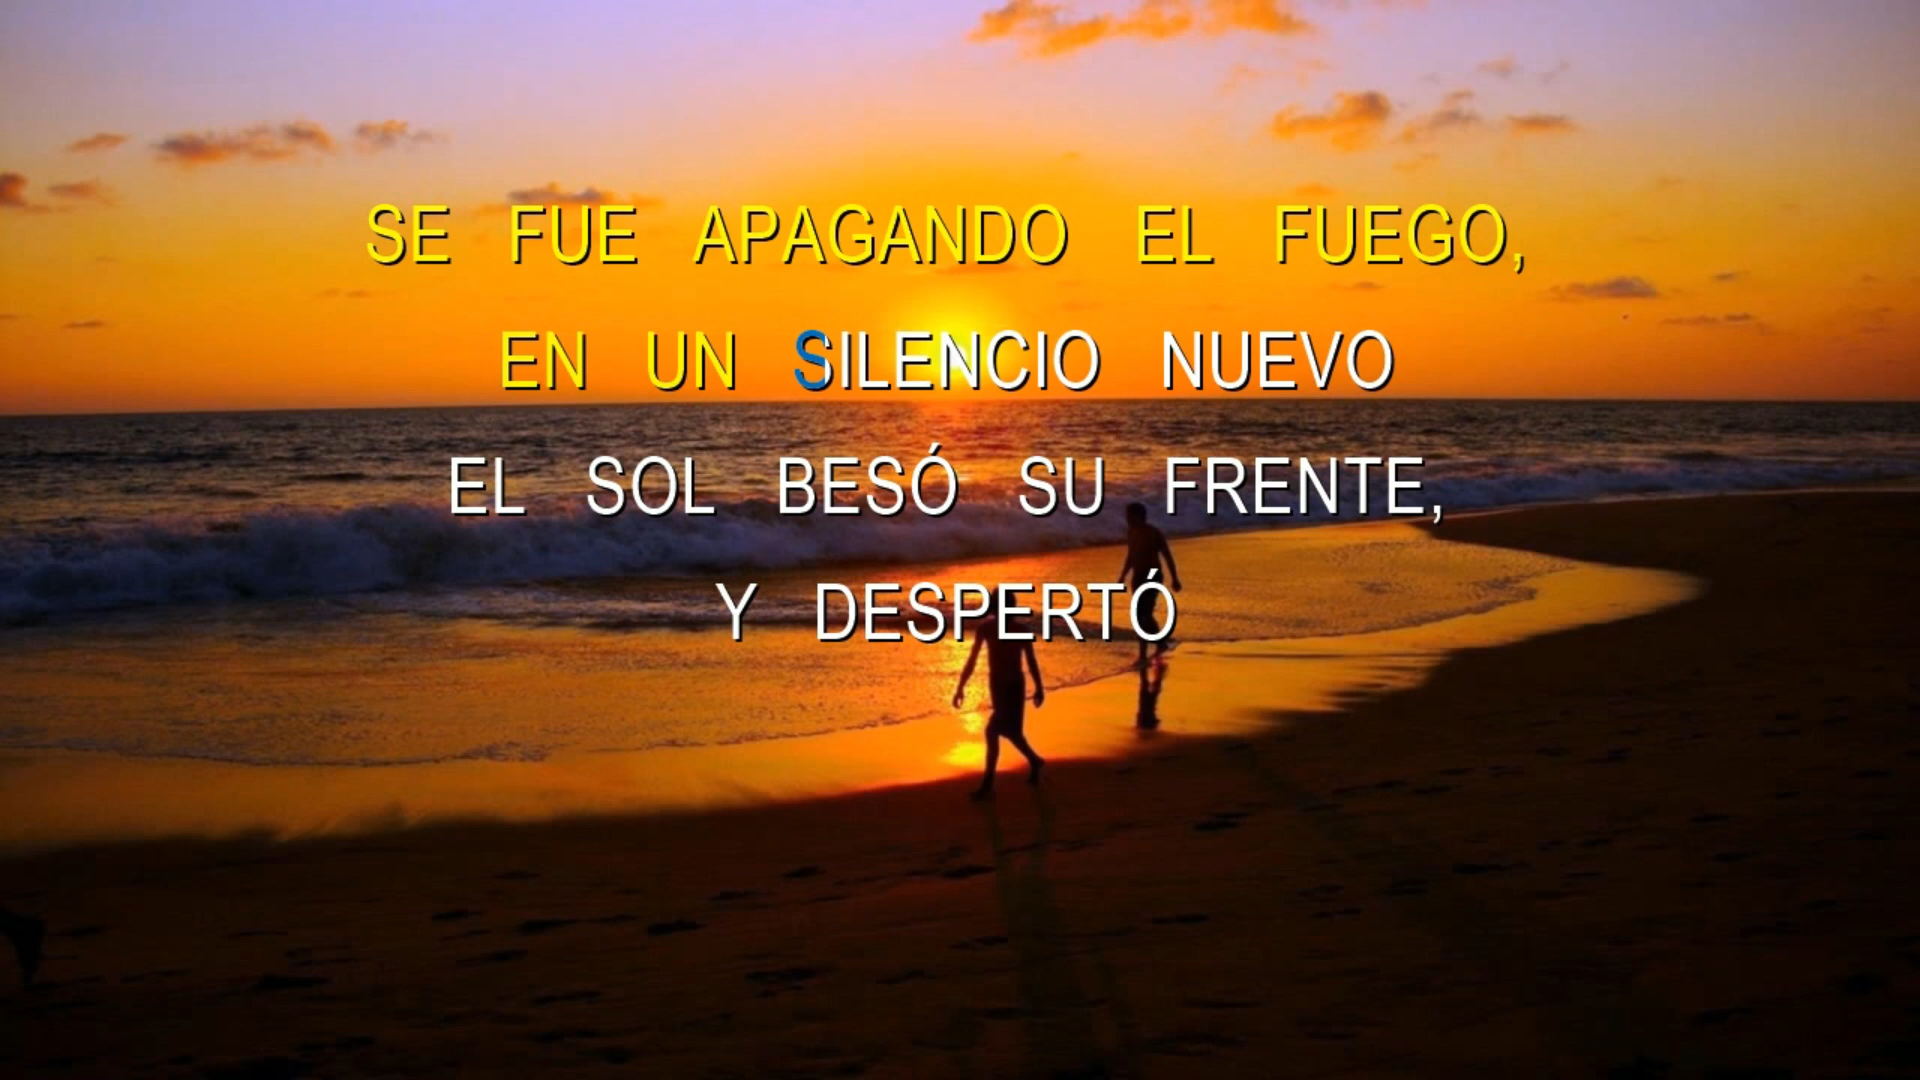 SE FUE APAGANDO EL FUEGO,
EN UN SILENCIO NUEVO
EL SOL BESÓ SU FRENTE,
Y DESPERTÓ